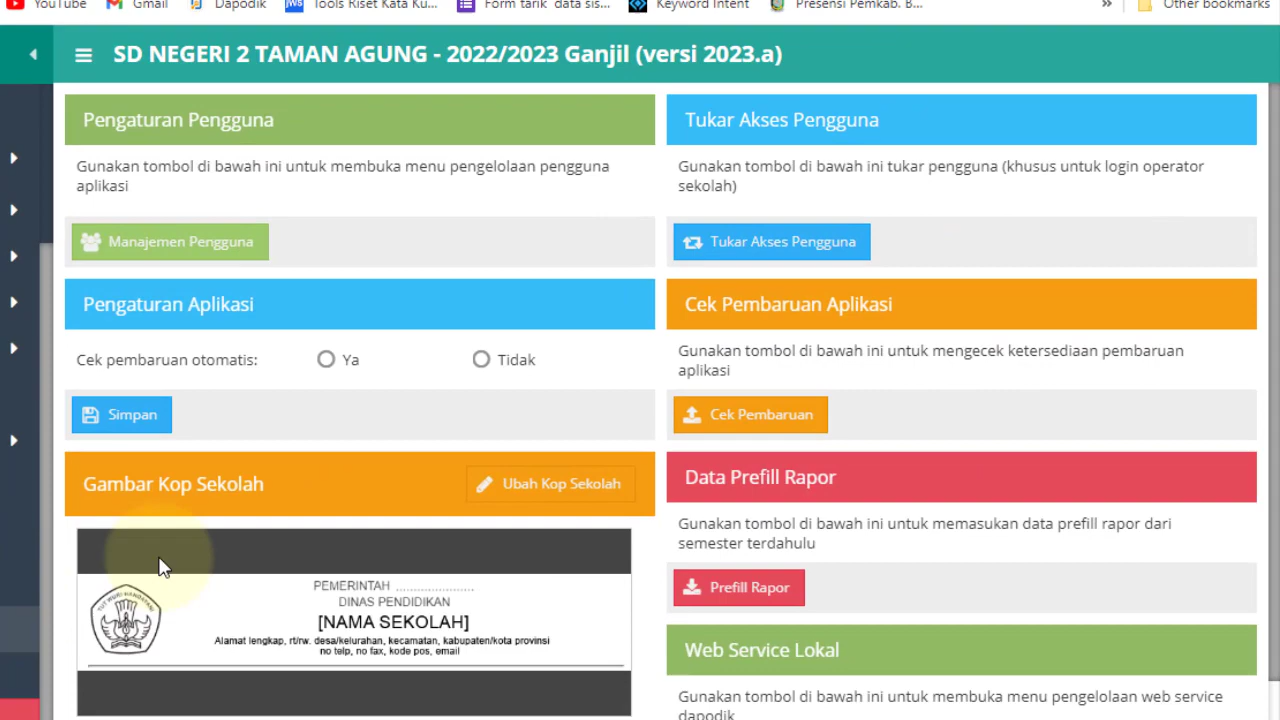 YouTube
Gmail
Dapodik
Tools Riset Kata Ku...
Form tarik data sis...
Keyword Intent
Presensi Pemkab. B...
Other bookmarks
SD NEGERI 2 TAMAN AGUNG - 2022/2023 Ganjil (versi 2023.a)
Pengaturan Pengguna
Gunakan tombol di bawah ini untuk membuka menu pengelolaan pengguna
aplikasi
Manajemen Pengguna
Tukar Akses Pengguna
Gunakan tombol di bawah ini tukar pengguna (khusus untuk login operator
sekolah)
Tukar Akses Pengguna
Pengaturan Aplikasi
Cek pembaruan otomatis:
Ya
Tidak
Simpan
Cek Pembaruan Aplikasi
Gunakan tombol di bawah ini untuk mengecek ketersediaan pembaruan
aplikasi
Cek Pembaruan
Gambar Kop Sekolah
Ubah Kop Sekolah
TUT WURI HANDAYANI
PEMERINTAH ......................
DINAS PENDIDIKAN
[NAMA SEKOLAH]
Alamat lengkap, rt/rw. desa/kelurahan, kecamatan, kabupaten/kota provinsi
no telp, no fax, kode pos, email
Data Prefill Rapor
Gunakan tombol di bawah ini untuk memasukan data prefill rapor dari
semester terdahulu
Prefill Rapor
Web Service Lokal
Gunakan tombol di bawah ini untuk membuka menu pengelolaan web service
dapodik